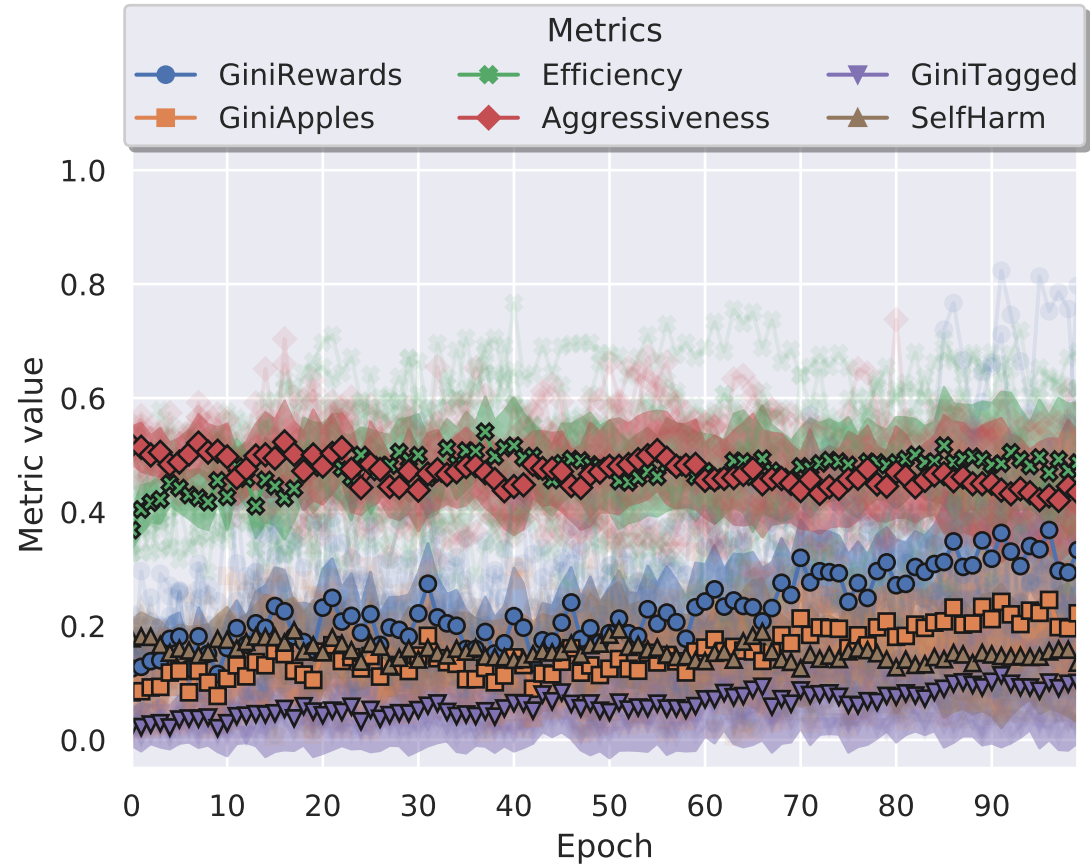 Metrics
GiniRewards Efficiency GiniTagged
GiniApples Aggressiveness SelfHarm
1.0
0.8
0.6
0.4
0.2
0.0
Metric value
0 10 20 30 40 50 60 70 80 90
Epoch